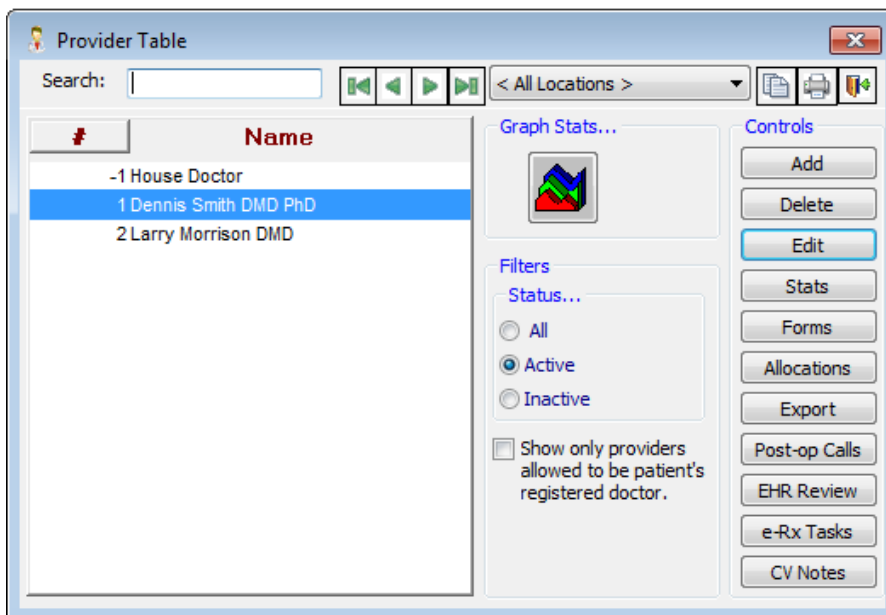 Provider Table
Search:
< All Locations >
# Name
-1 House Doctor
1 Dennis Smith DMD PhD
2 Larry Morrison DMD
Graph Stats...
Filters
Status...
All
Active
Inactive
Show only providers
allowed to be patient's
registered doctor.
Controls
Add
Delete
Edit
Stats
Forms
Allocations
Export
Post-op Calls
EHR Review
e-Rx Tasks
CV Notes